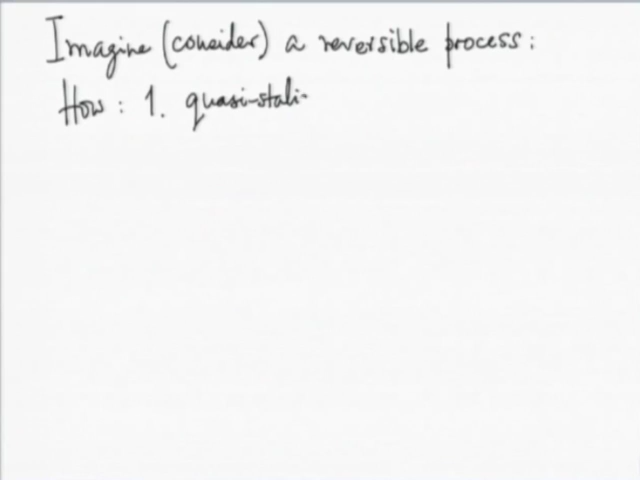 Imagine (consider) a reversible process:
How: 1. quasi-stati-